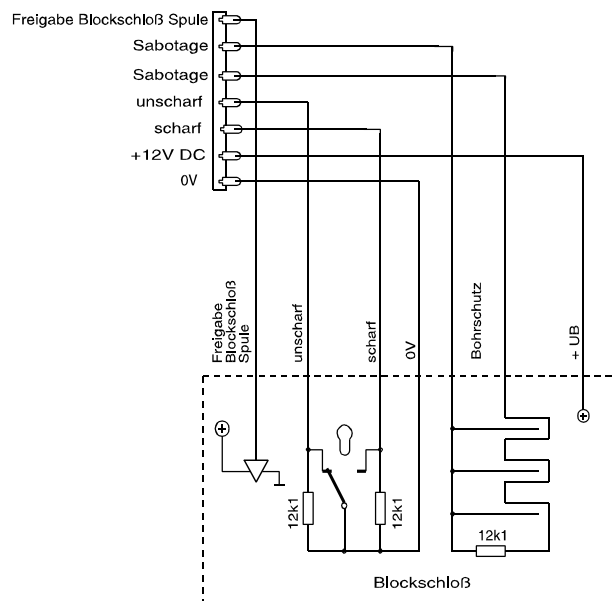 Freigabe Blockschloß Spule
Sabotage
Sabotage
unscharf
scharf
+12V DC
0V
Freigabe
Blockschloß
Spule
unscharf
scharf
0V
Bohrschutz
+ UB
12k1
12k1
12k1
Blockschloß